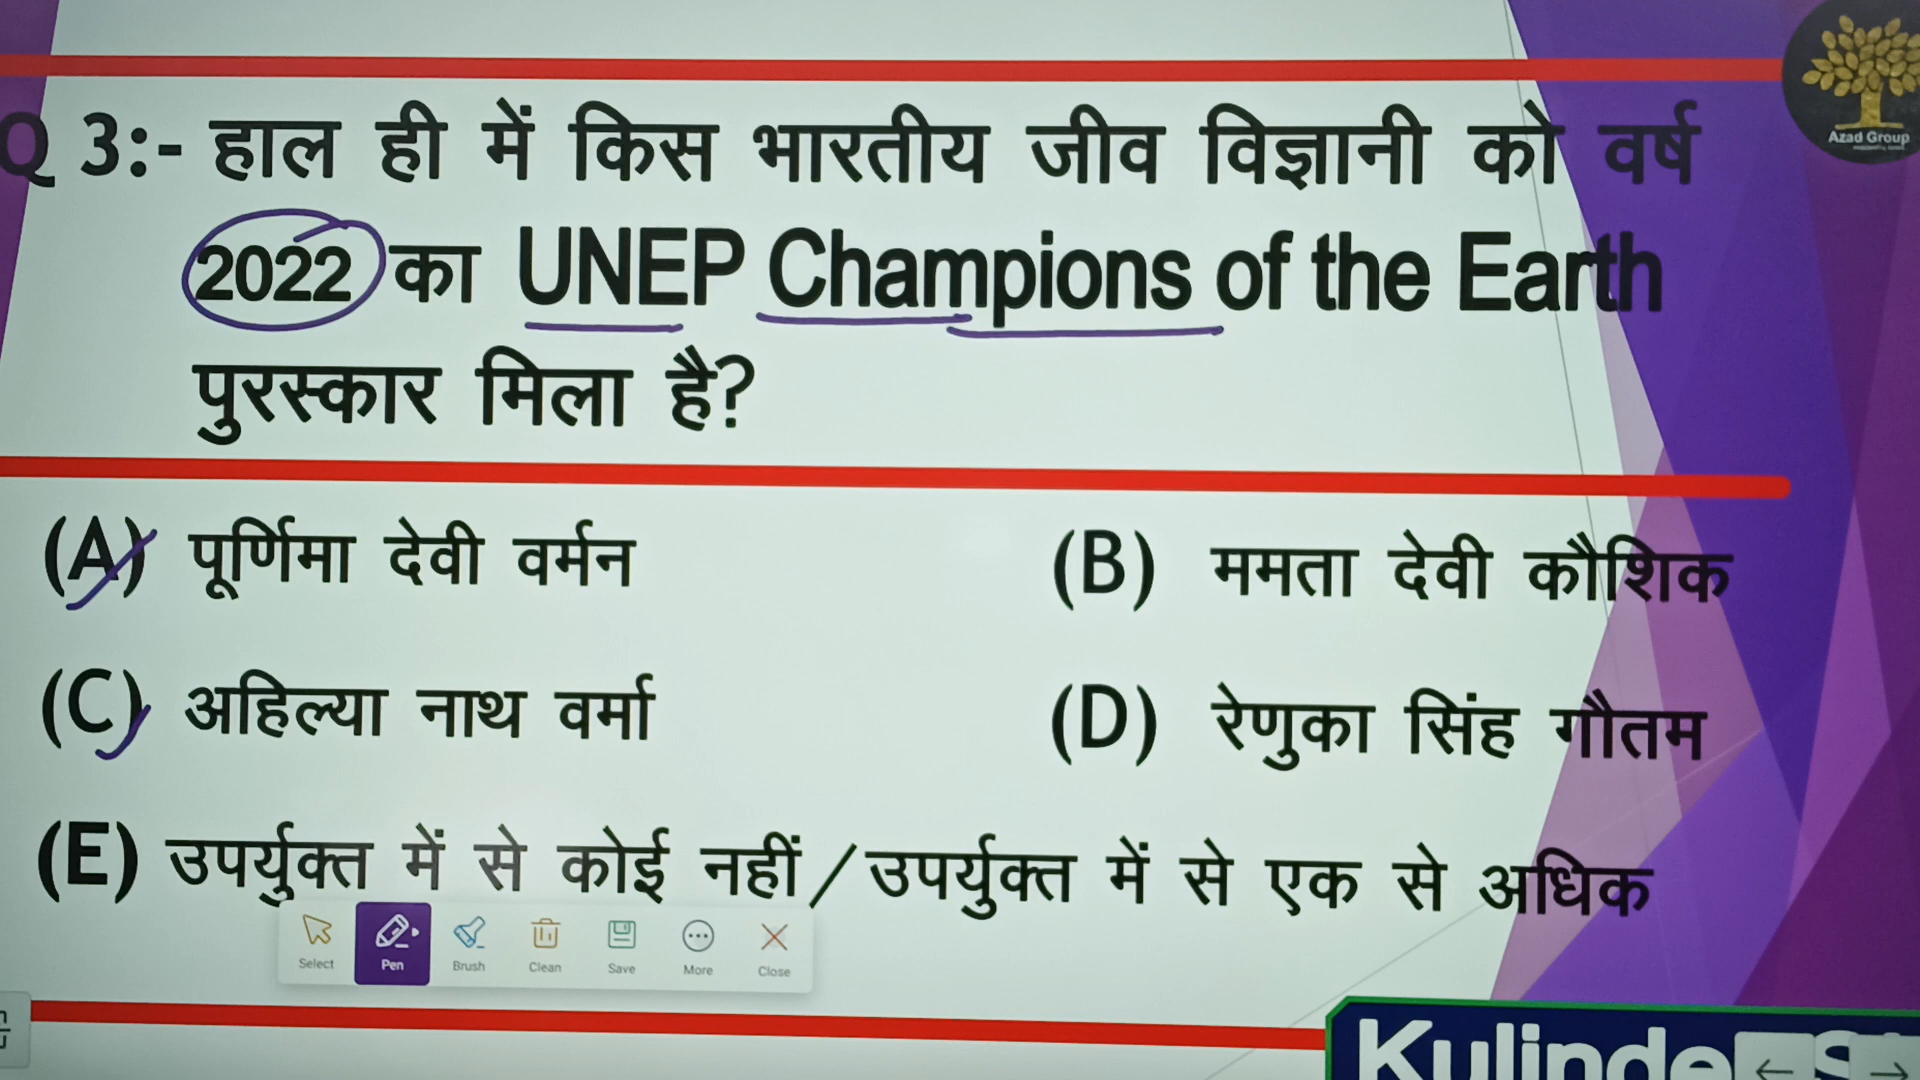 Azad Group
Q 3:- हाल ही में किस भारतीय जीव विज्ञानी को वर्ष
2022 का UNEP Champions of the Earth
पुरस्कार मिला है?
(A) पूर्णिमा देवी वर्मन
(B) ममता देवी कौशिक
(C) अहिल्या नाथ वर्मा
(D) रेणुका सिंह गौतम
(E) उपर्युक्त में से कोई नहीं/उपर्युक्त में से एक से अधिक
Select Pen Brush Clean Save More Close